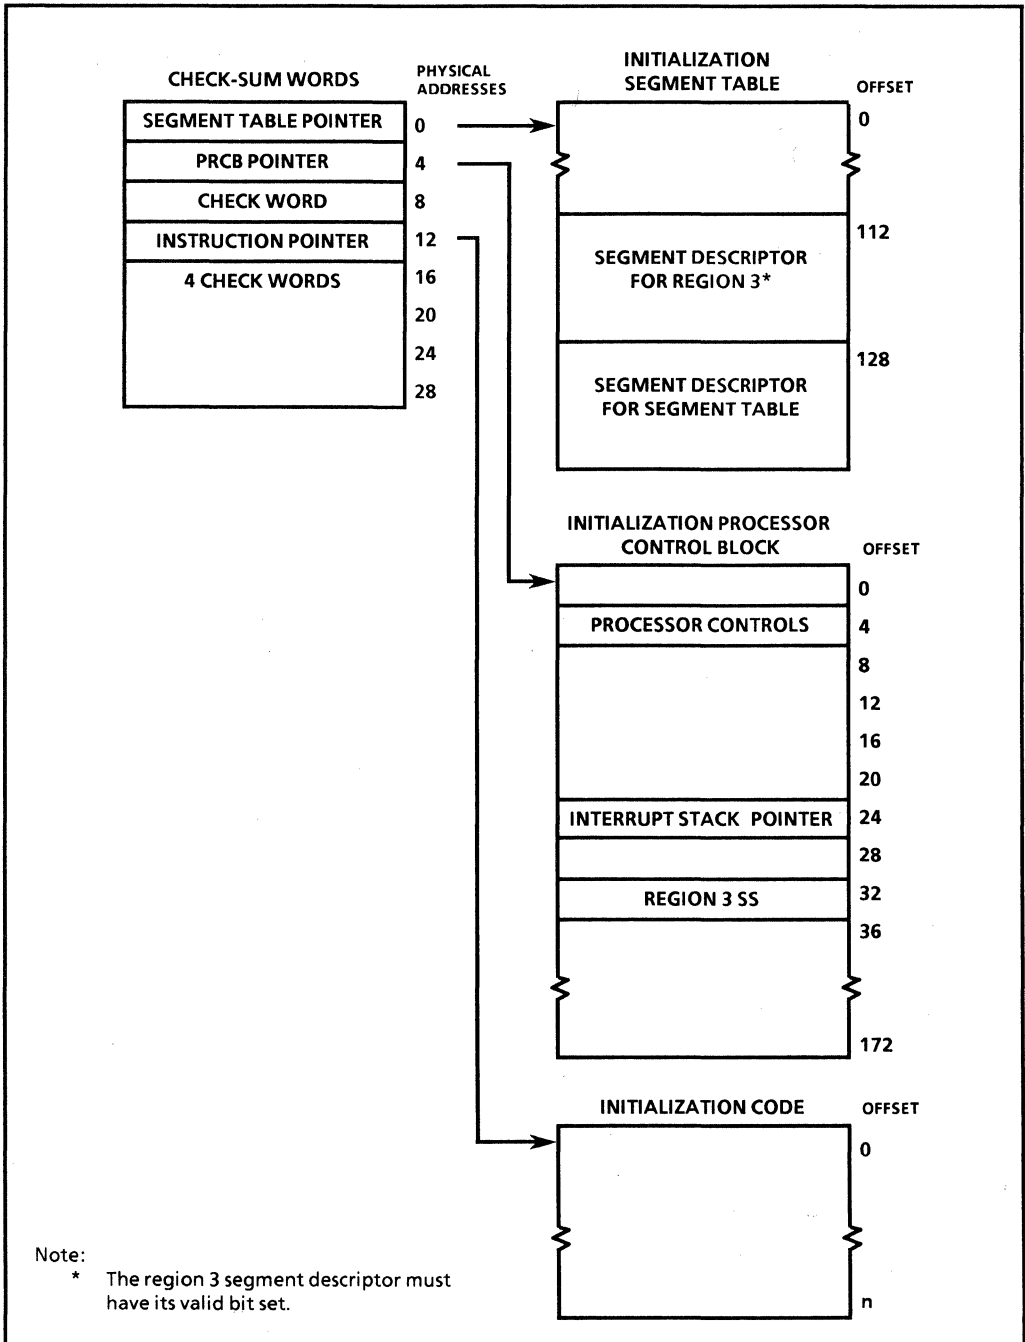 CHECK-SUM WORDS
PHYSICAL
ADDRESSES
SEGMENT TABLE POINTER 0
PRCB POINTER 4
CHECK WORD 8
INSTRUCTION POINTER 12
4 CHECK WORDS 16
20
24
28
INITIALIZATION
SEGMENT TABLE
OFFSET
0
112
SEGMENT DESCRIPTOR
FOR REGION 3*
128
SEGMENT DESCRIPTOR
FOR SEGMENT TABLE
INITIALIZATION PROCESSOR
CONTROL BLOCK
OFFSET
0
PROCESSOR CONTROLS 4
8
12
16
20
INTERRUPT STACK POINTER 24
28
REGION 3 SS 32
36
172
INITIALIZATION CODE OFFSET
0
n
Note:
* The region 3 segment descriptor must
have its valid bit set.